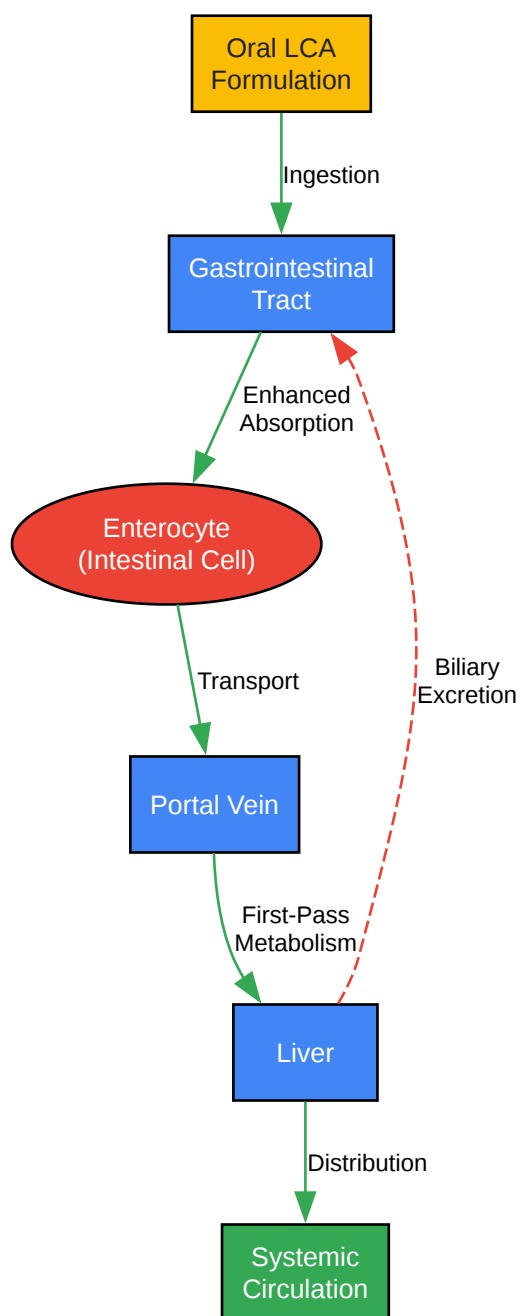 Oral LCA
Formulation
Ingestion
Gastrointestinal
Tract
Enhanced
Absorption
Enterocyte
(Intestinal Cell)
Transport
Biliary
Excretion
Portal Vein
First-Pass
Metabolism
Liver
Distribution
Systemic
Circulation